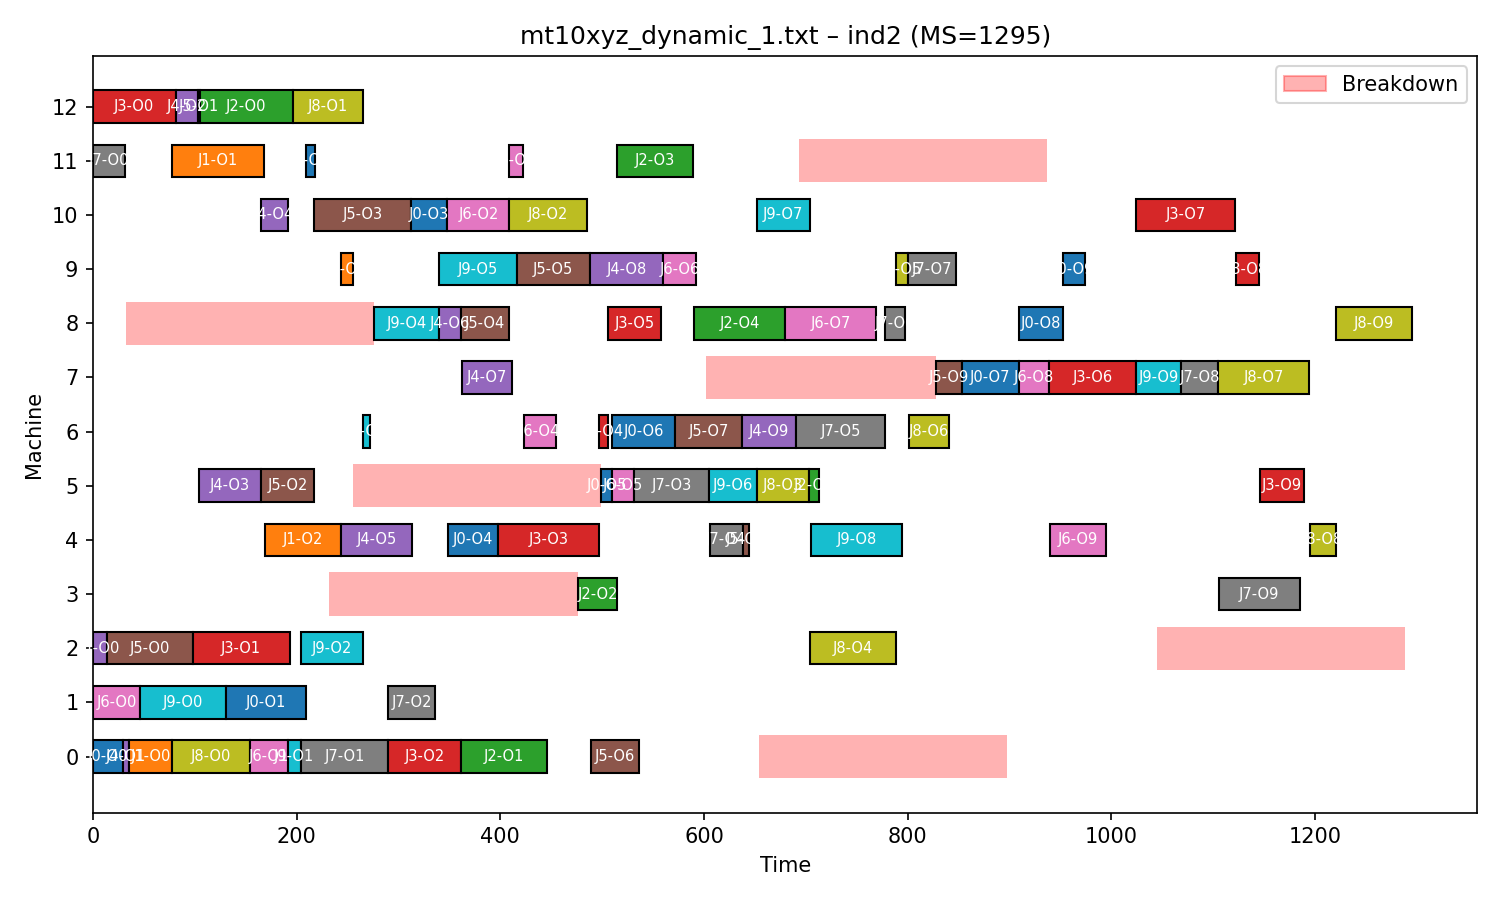 mt10xyz_dynamic_1.txt – ind2 (MS=1295)
Breakdown
12 J3-O0 J2-O0 J8-O1
11 J1-O1 J2-O3
10 J5-O3 J0-O3 J6-O2 J8-O2 J9-O7 J3-O7
9 J9-O5 J5-O5 J4-O8 J6-O6 J7-O7
8 J9-O4 J4-O6 J5-O4 J3-O5 J2-O4 J6-O7 J0-O8 J8-O9
7 J4-O7 J5-O9 J0-O7 J6-O8 J3-O6 J9-O9 J7-O8 J8-O7
6 J0-O6 J5-O7 J4-O9 J7-O5 J8-O6
5 J4-O3 J5-O2 J7-O3 J9-O6 J8-O3 J3-O9
4 J1-O2 J4-O5 J0-O4 J3-O3 J9-O8 J6-O9
3 J2-O2 J7-O9
2 J5-O0 J3-O1 J9-O2 J8-O4
1 J6-O0 J9-O0 J0-O1 J7-O2
0 J8-O0 J7-O1 J3-O2 J2-O1 J5-O6
Machine
0 200 400 600 800 1000 1200
Time